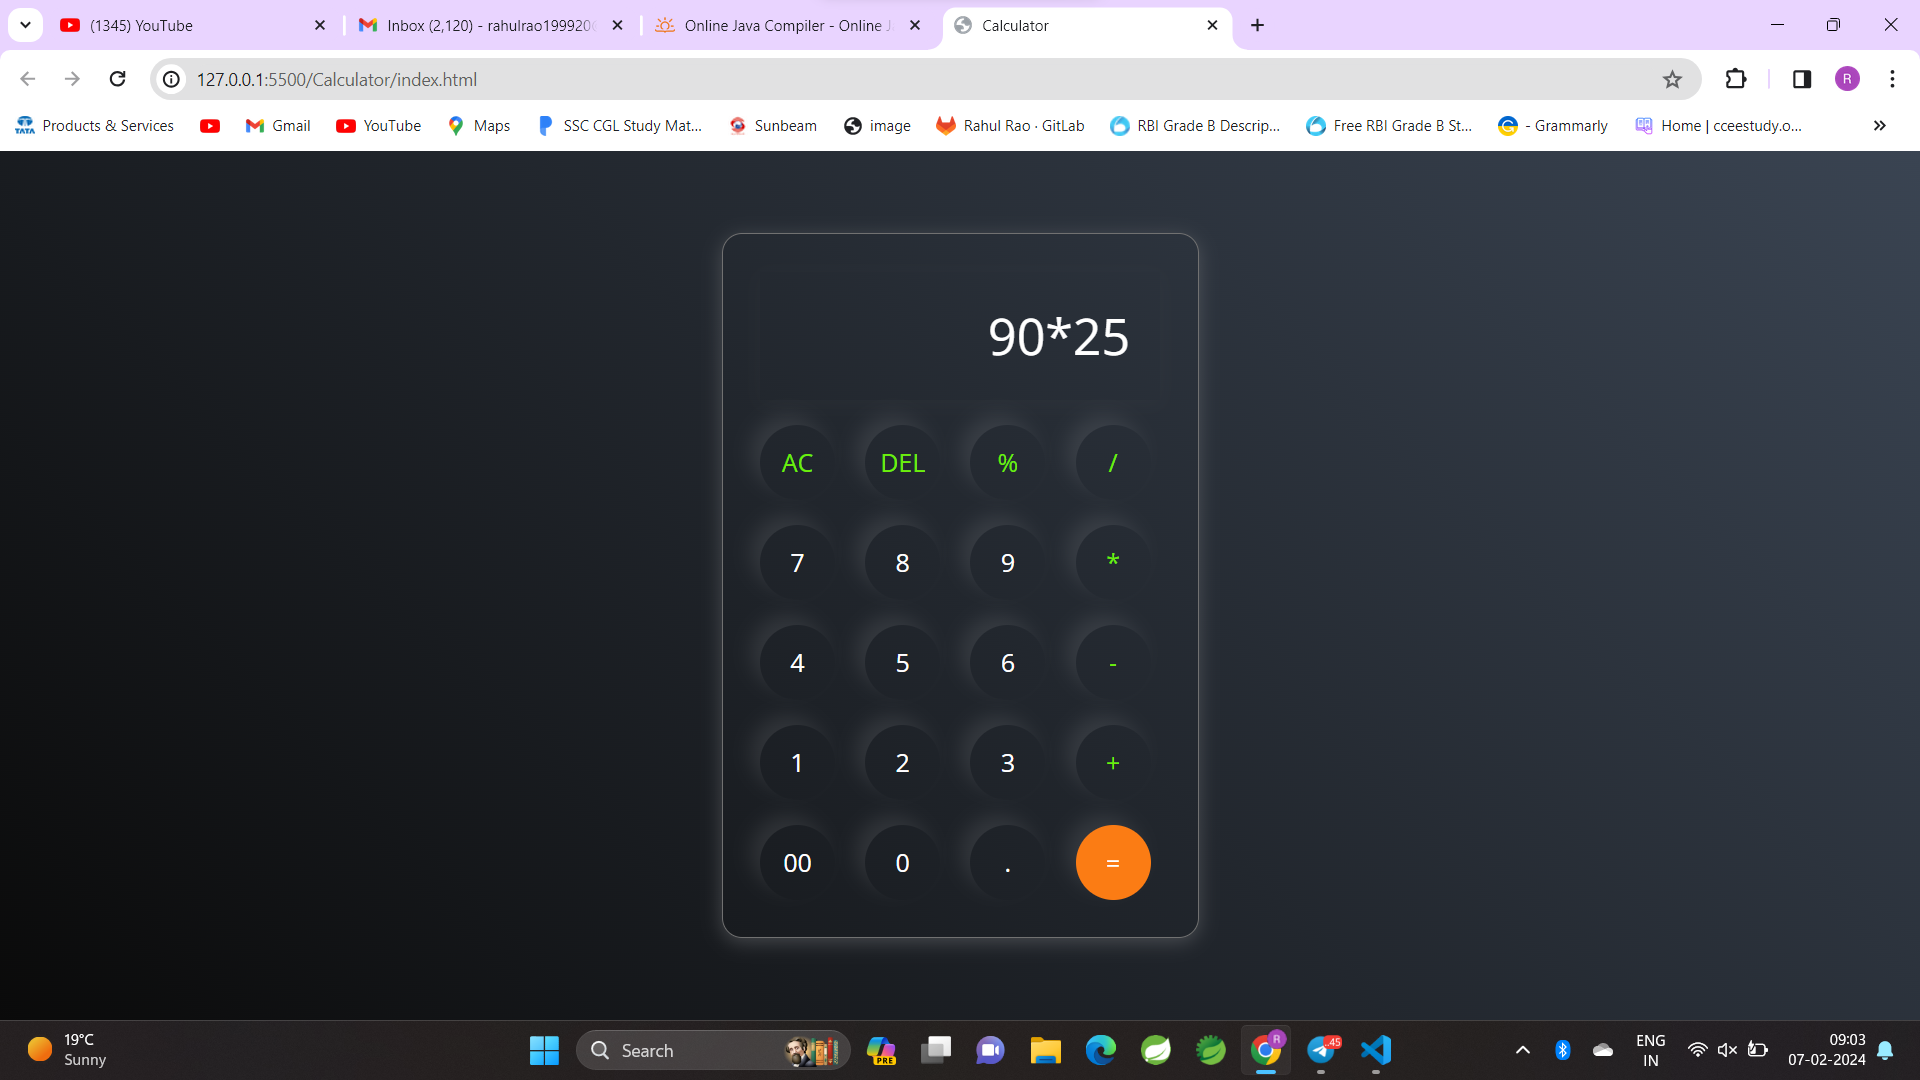 (1345) YouTube
Inbox (2,120) - rahulrao199920
Online Java Compiler - Online J
Calculator
127.0.0.1:5500/Calculator/index.html
R
TATA Products & Services
Gmail
YouTube
Maps
SSC CGL Study Mat...
Sunbeam
image
Rahul Rao · GitLab
RBI Grade B Descrip...
Free RBI Grade B St...
- Grammarly
Home | cceestudy.o...
90*25
AC DEL % /
7 8 9 *
4 5 6 -
1 2 3 +
00 0 . =
19°C
Sunny
Search
PRE
R
.45
ENG
IN
09:03
07-02-2024